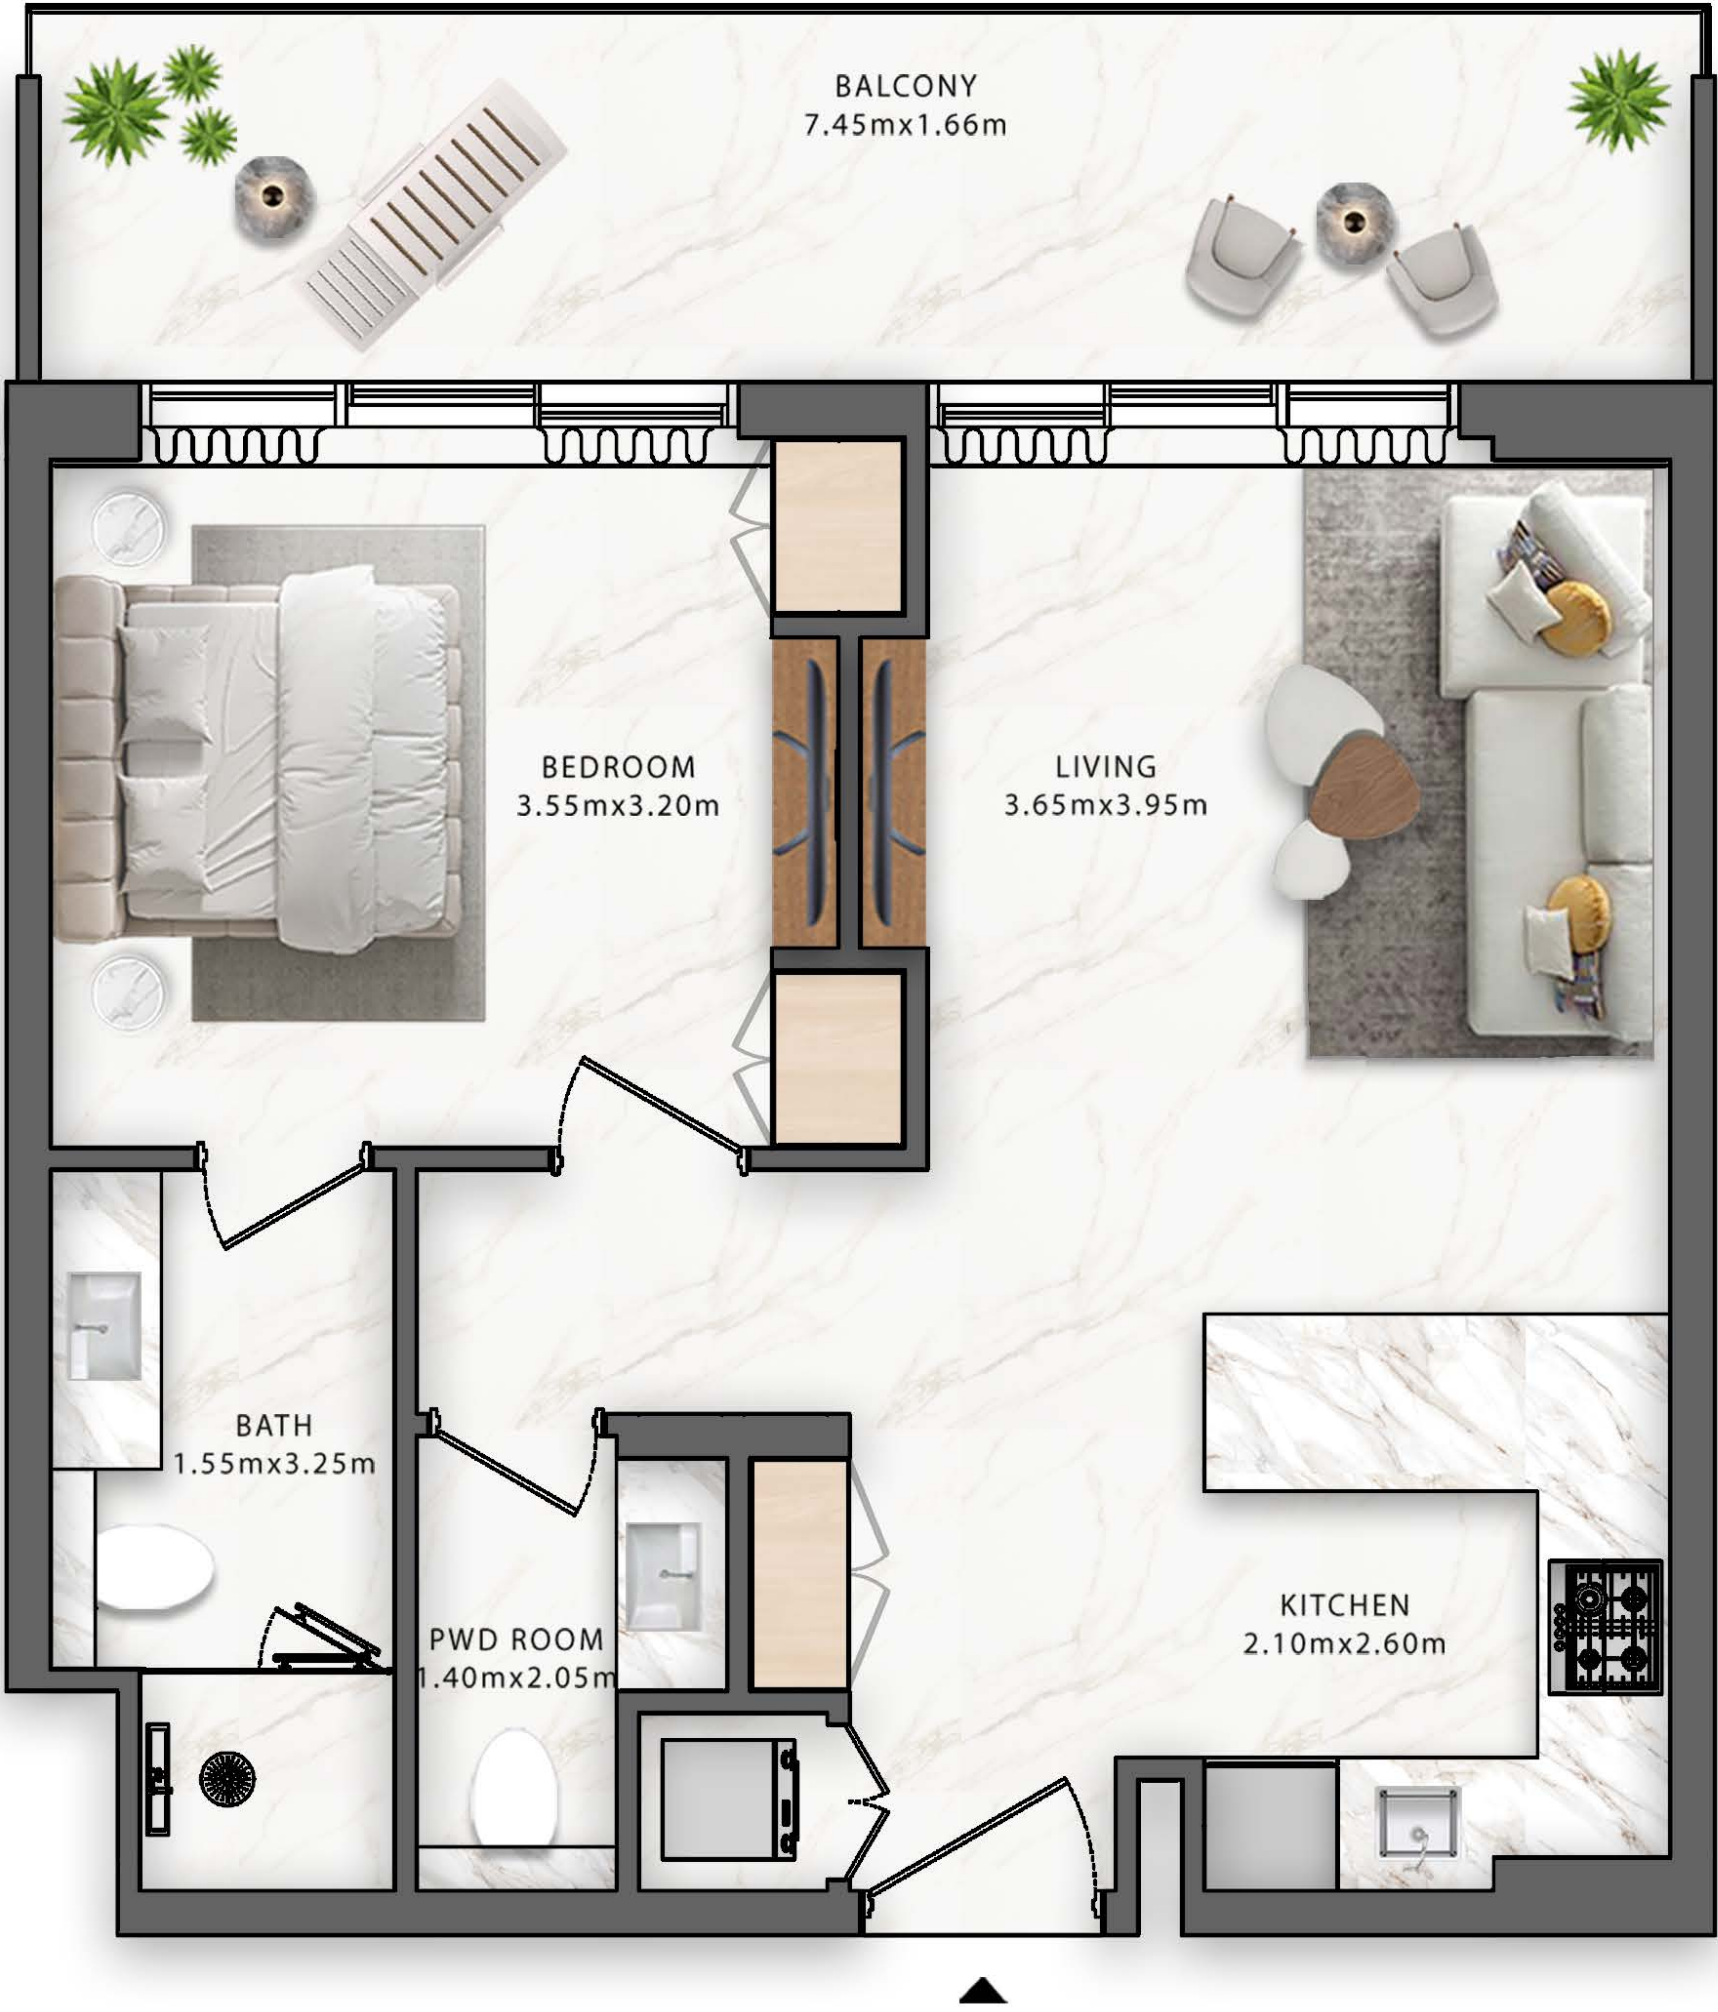 BALCONY
7.45mx1.66m
BEDROOM
3.55mx3.20m
LIVING
3.65mx3.95m
BATH
1.55mx3.25m
KITCHEN
2.10mx2.60m
PWD ROOM
1.40mx2.05m